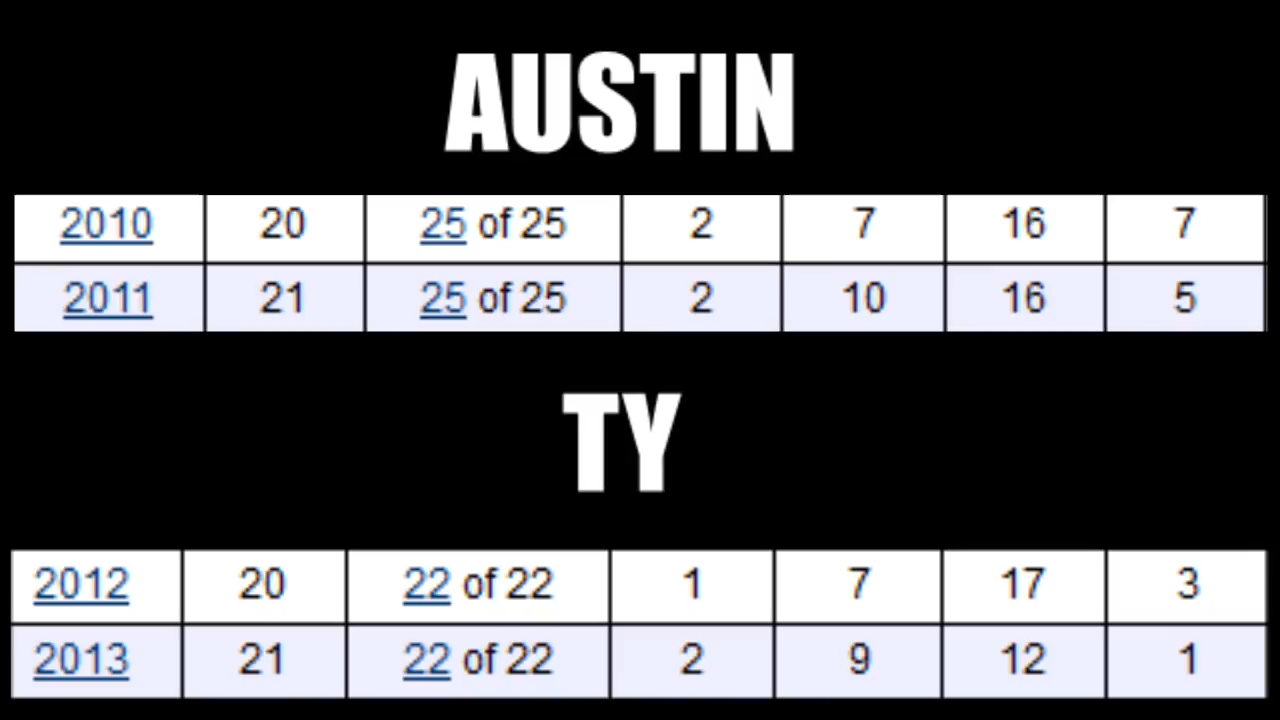 AUSTIN
2010 20 25 of 25 2 7 16 7
2011 21 25 of 25 2 10 16 5
TY
2012 20 22 of 22 1 7 17 3
2013 21 22 of 22 2 9 12 1